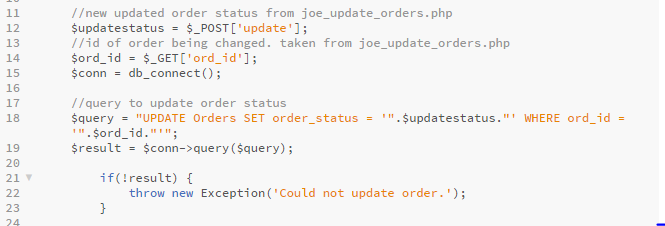 11 //new updated order status from joe_update_orders.php
12 $updatestatus = $_POST['update'];
13 //id of order being changed. taken from joe_update_orders.php
14 $ord_id = $_GET['ord_id'];
15 $conn = db_connect();
16
17 //query to update order status
18 $query = "UPDATE Orders SET order_status = '".$updatestatus."' WHERE ord_id =
'".$ord_id."'";
19 $result = $conn->query($query);
20
21 if(!result) {
22 throw new Exception('Could not update order.');
23 }
24